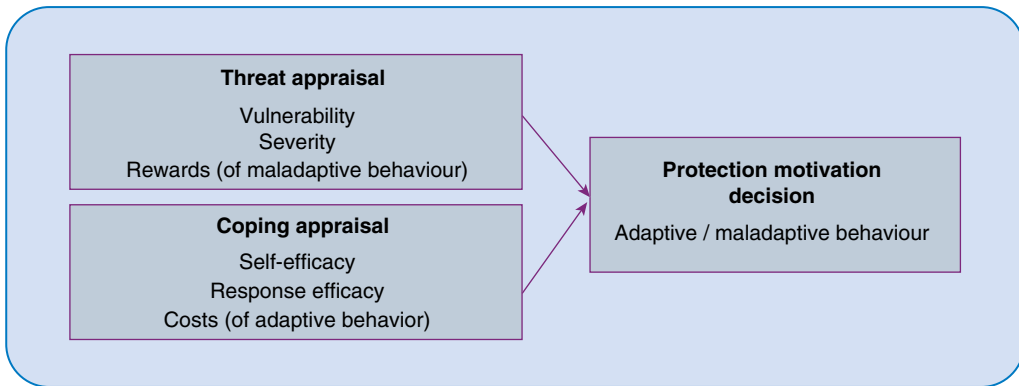 Threat appraisal
Vulnerability
Severity
Rewards (of maladaptive behaviour)
Coping appraisal
Self-efficacy
Response efficacy
Costs (of adaptive behavior)
Protection motivation
decision
Adaptive / maladaptive behaviour